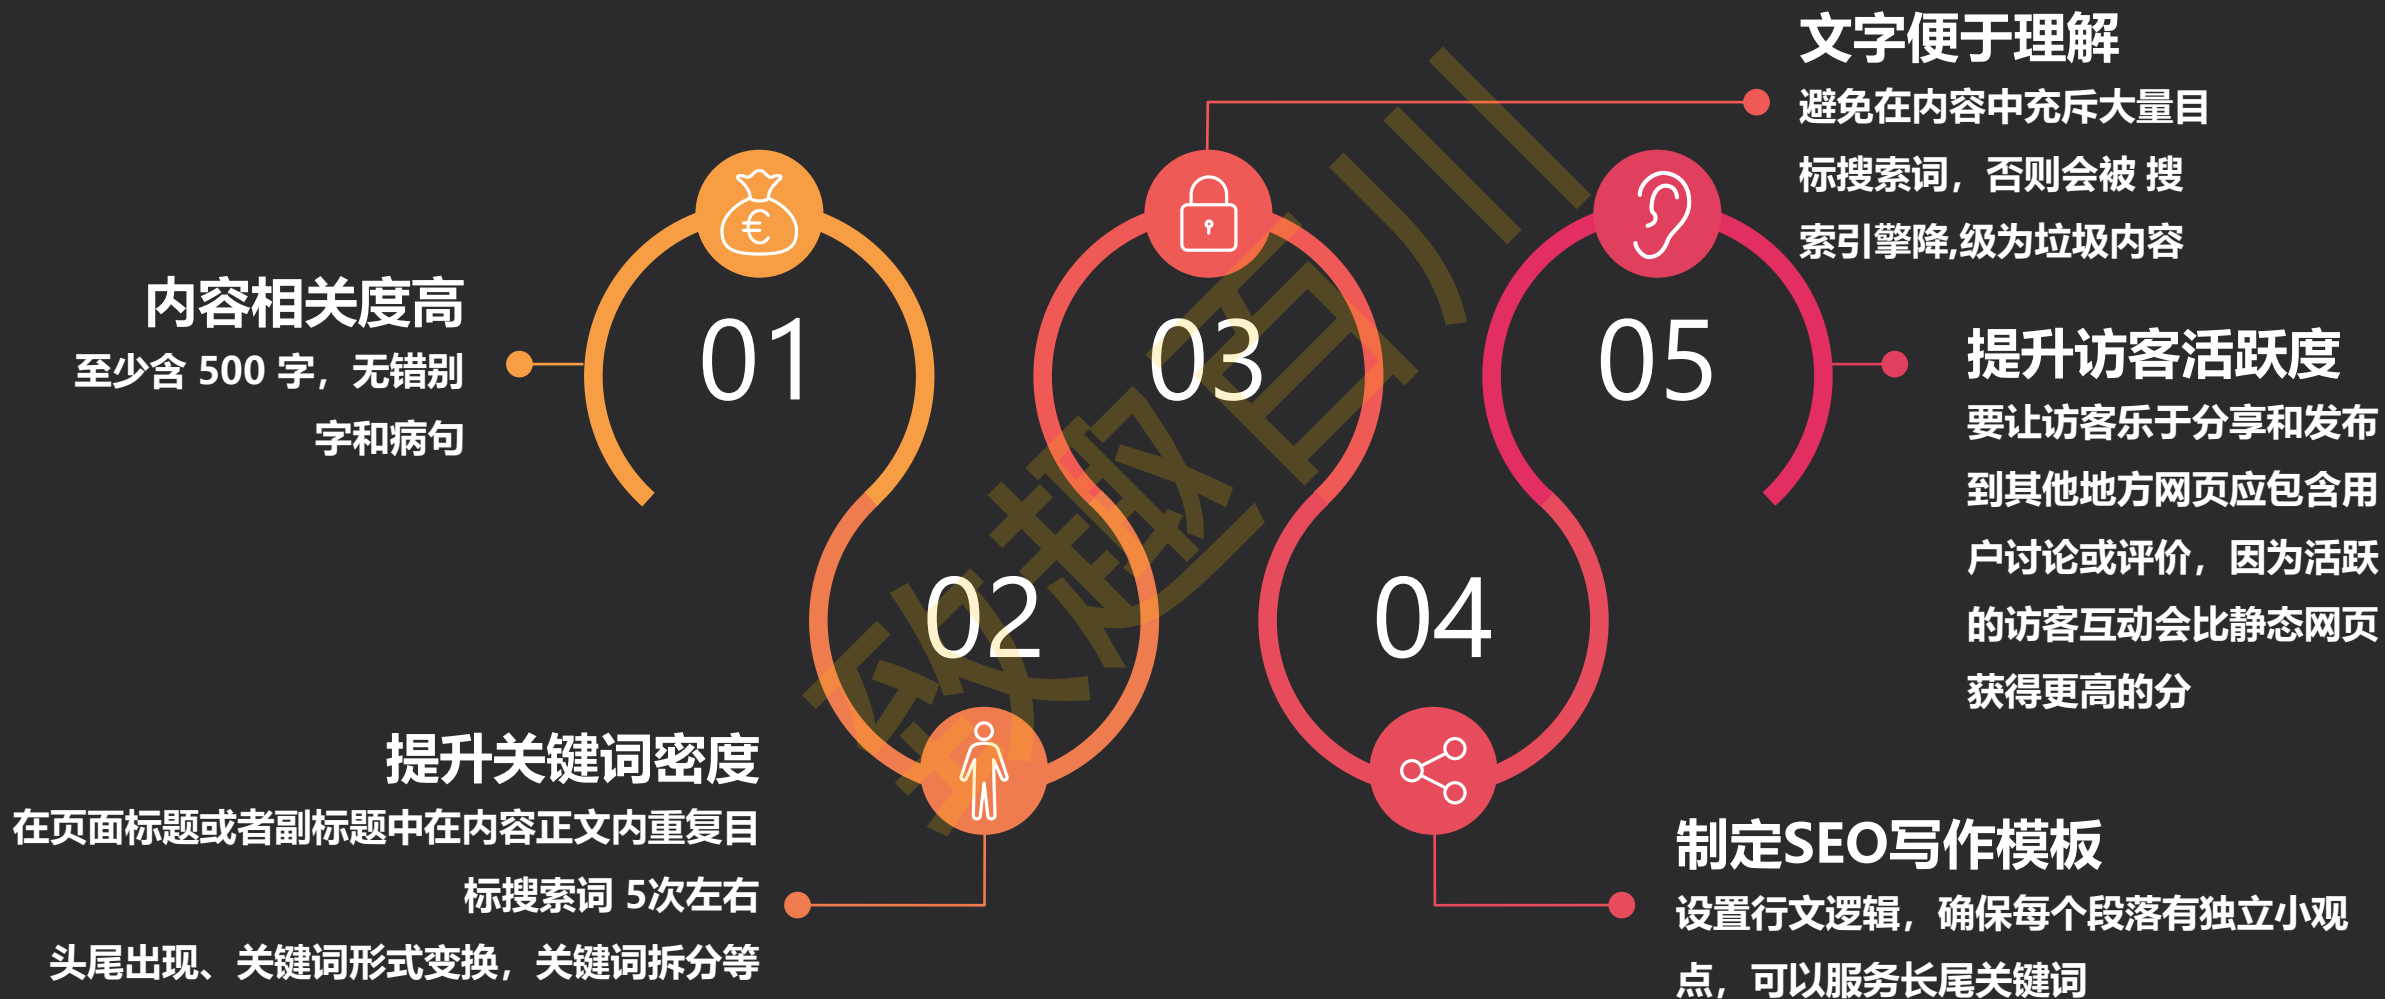 内容相关度高
至少含 500 字，无错别
字和病句
01
提升关键词密度
在页面标题或者副标题中在内容正文内重复目
标搜索词 5次左右
头尾出现、关键词形式变换，关键词拆分等
02
文字便于理解
避免在内容中充斥大量目
标搜索词，否则会被 搜
索引擎降,级为垃圾内容
03
制定SEO写作模板
设置行文逻辑，确保每个段落有独立小观
点，可以服务长尾关键词
04
提升访客活跃度
要让访客乐于分享和发布
到其他地方网页应包含用
户讨论或评价，因为活跃
的访客互动会比静态网页
获得更高的分
05